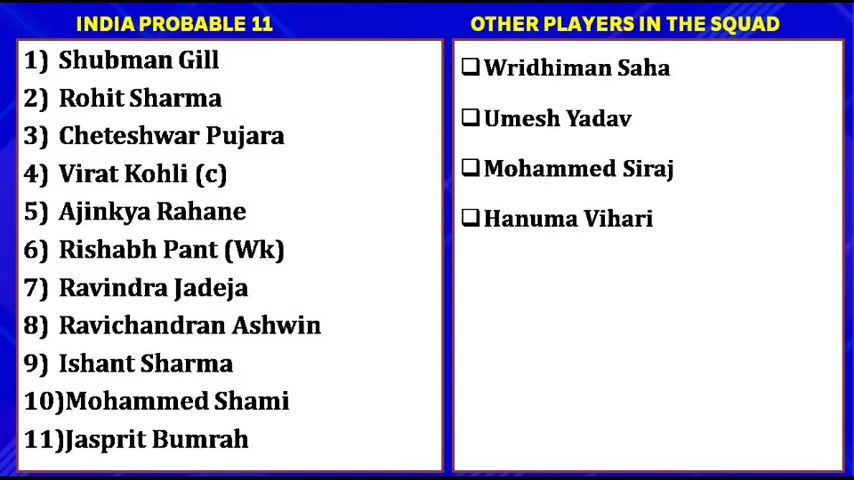 INDIA PROBABLE 11
1) Shubman Gill
2) Rohit Sharma
3) Cheteshwar Pujara
4) Virat Kohli (c)
5) Ajinkya Rahane
6) Rishabh Pant (Wk)
7) Ravindra Jadeja
8) Ravichandran Ashwin
9) Ishant Sharma
10)Mohammed Shami
11)Jasprit Bumrah
OTHER PLAYERS IN THE SQUAD
❑Wridhiman Saha
❑Umesh Yadav
❑Mohammed Siraj
❑Hanuma Vihari